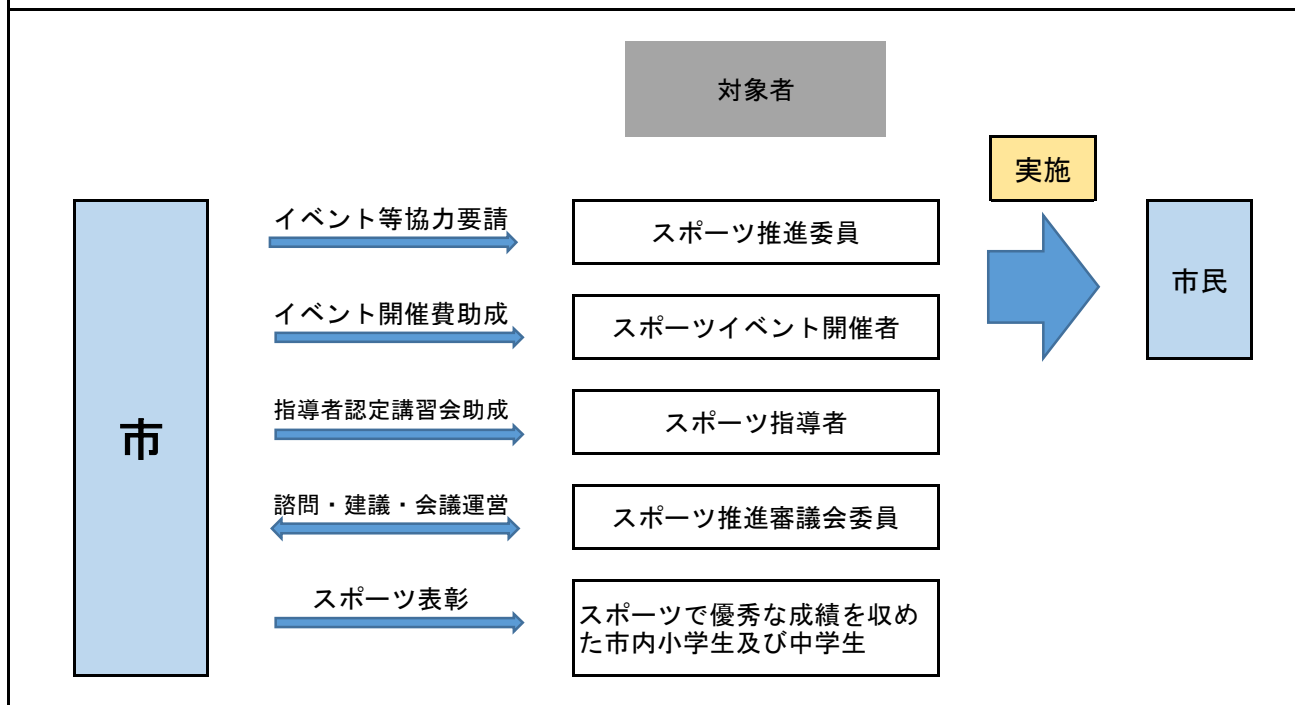 対象者
実施
市
イベント等協力要請
スポーツ推進委員
市民
イベント開催費助成
スポーツイベント開催者
指導者認定講習会助成
スポーツ指導者
諮問・建議・会議運営
スポーツ推進審議会委員
スポーツ表彰
スポーツで優秀な成績を収め
た市内小学生及び中学生